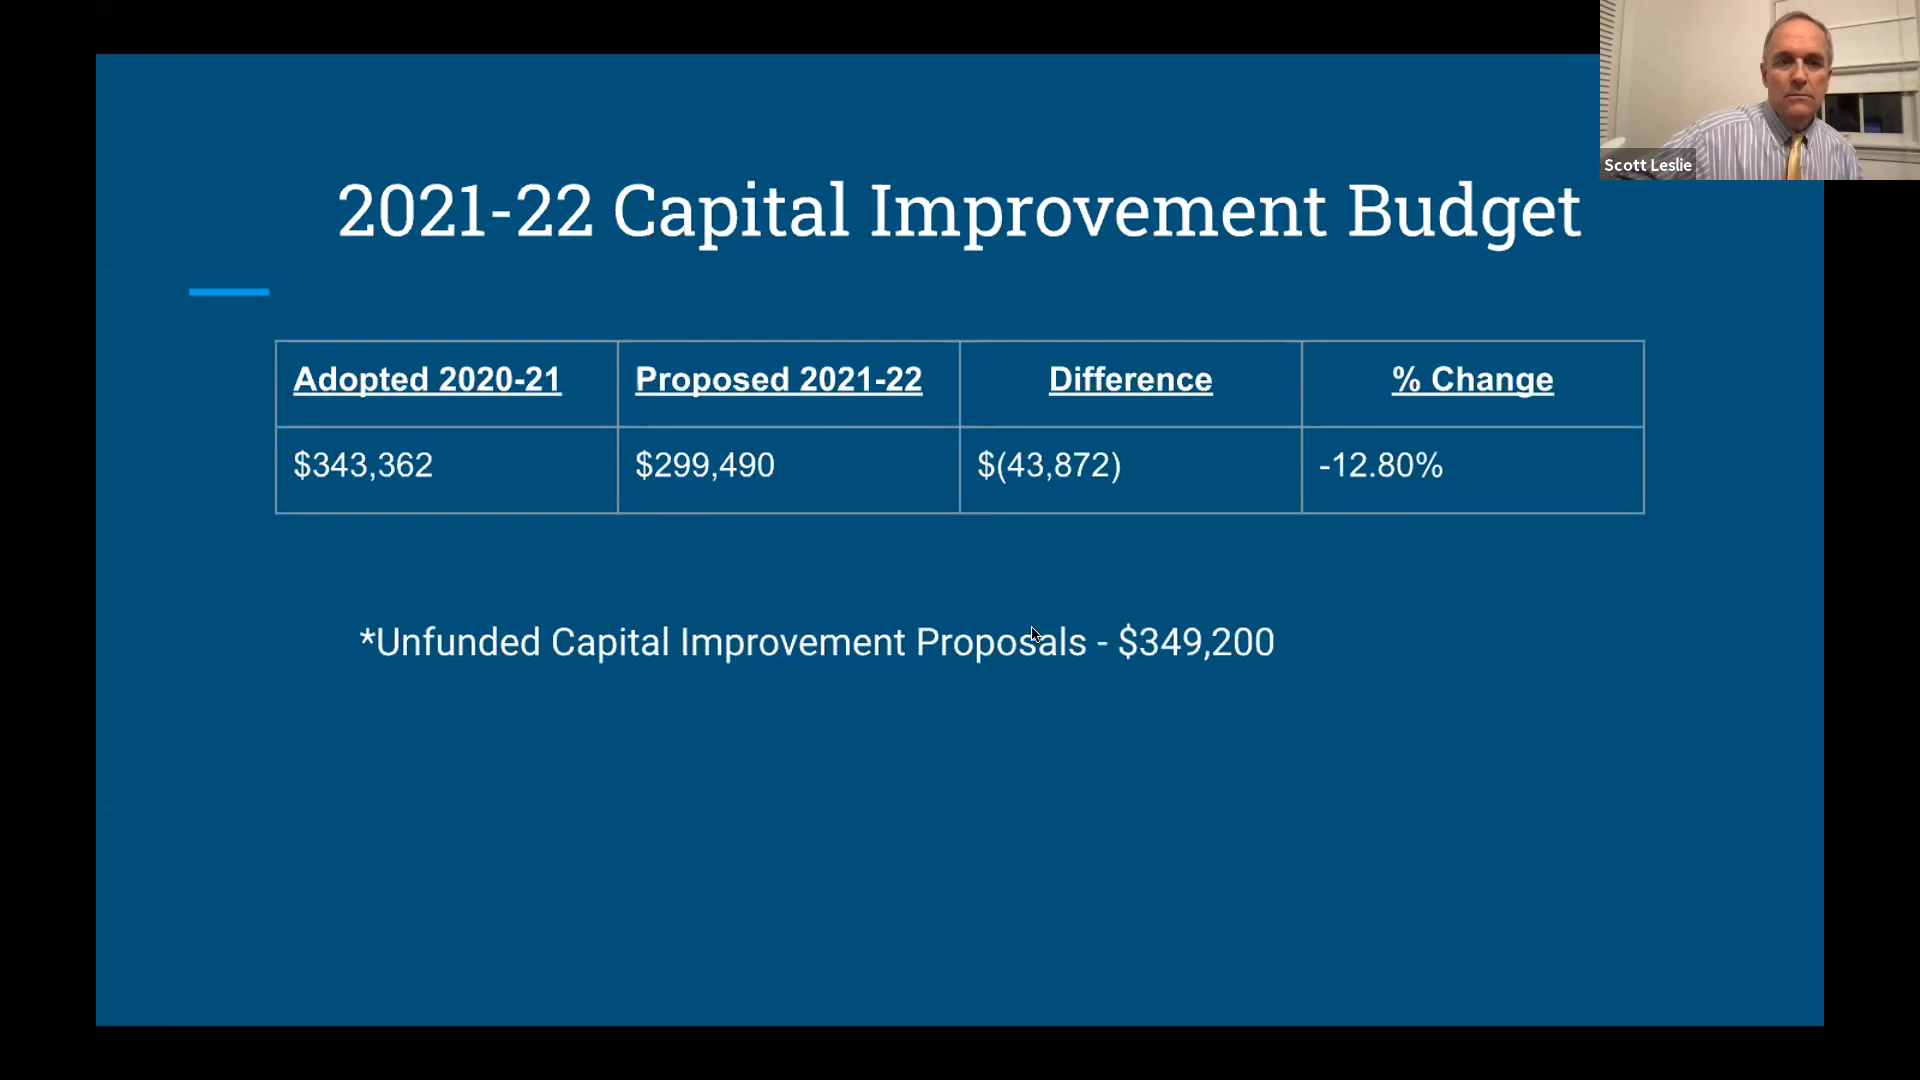 Scott Leslie
2021-22 Capital Improvement Budget
Adopted 2020-21 Proposed 2021-22 Difference % Change
$343,362 $299,490 $(43,872) -12.80%
*Unfunded Capital Improvement Proposals - $349,200